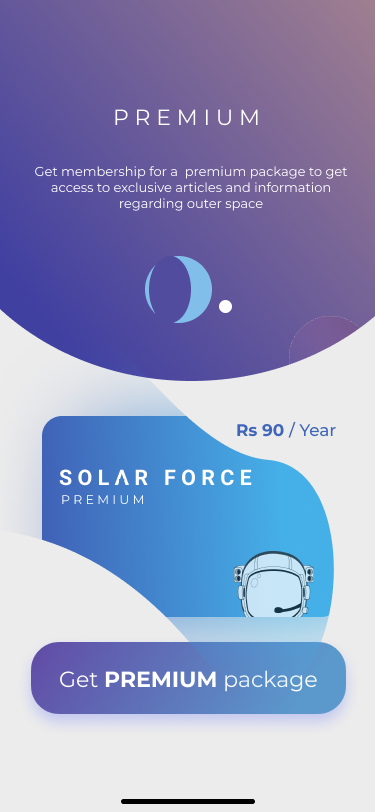 PREMIUM
Get membership for a premium package to get
access to exclusive articles and information
regarding outer space
Rs 90 / Year
SOLAR FORCE
PREMIUM
Get PREMIUM package